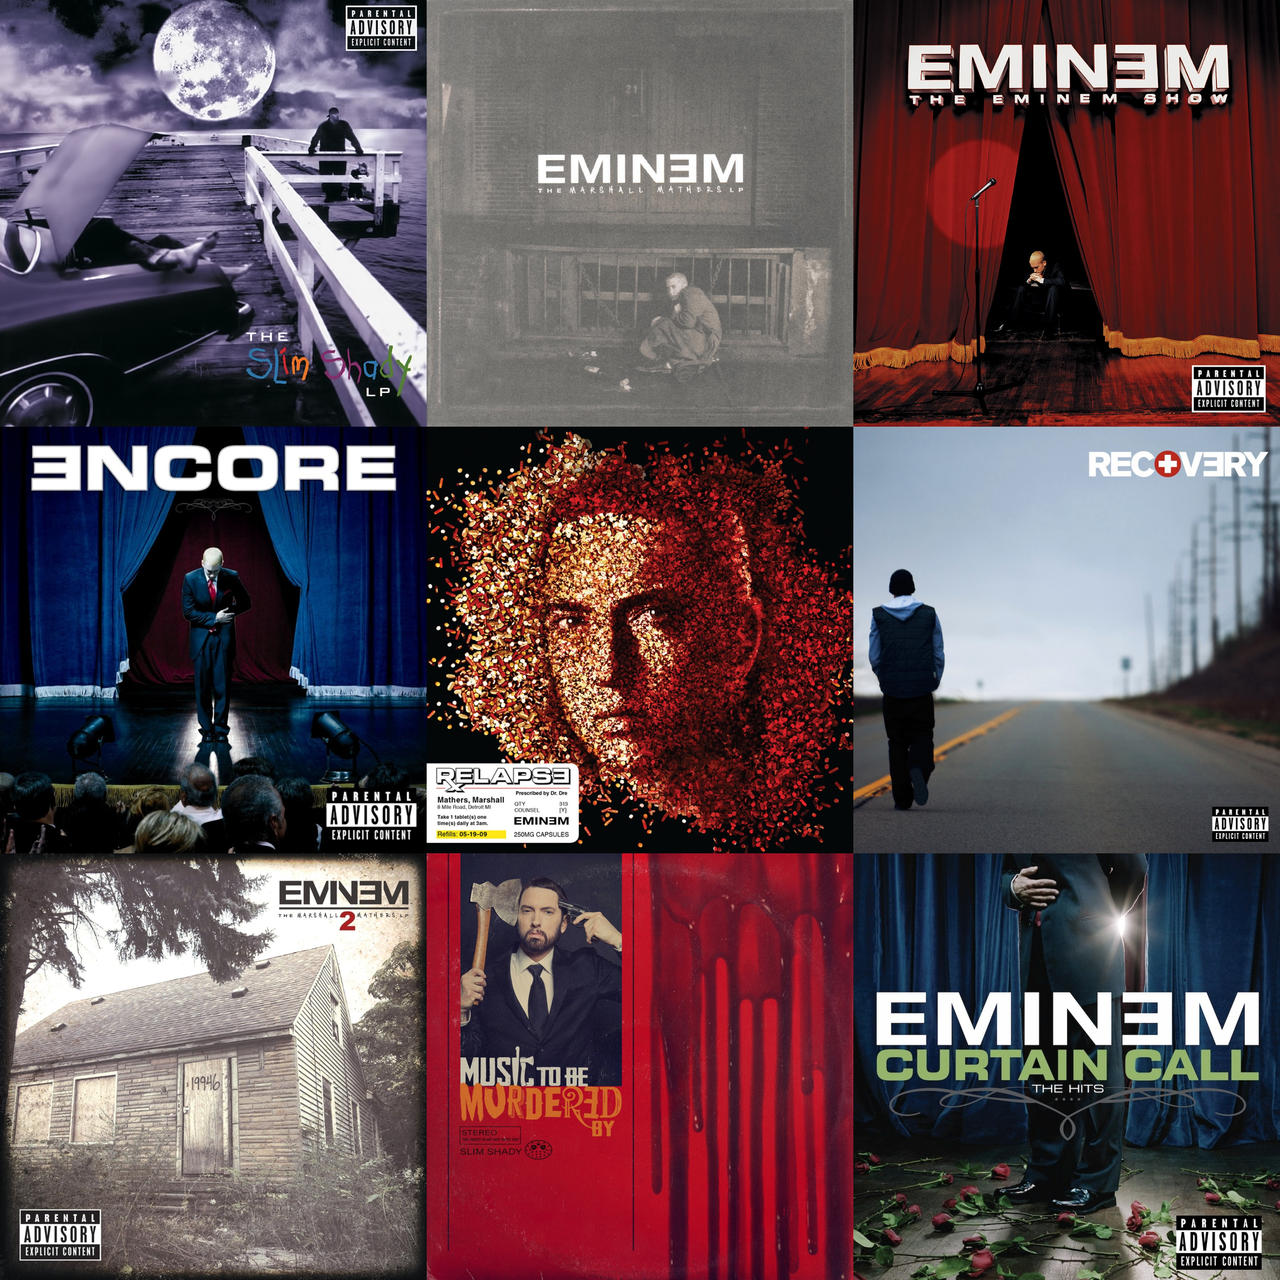 PARENTAL
ADVISORY
EXPLICIT CONTENT
THE
Slim Shady
LP
21
EMINƎM
THE MARSHALL MATHERS LP
EMINƎM
THE EMINEM SHOW
PARENTAL
ADVISORY
EXPLICIT CONTENT
ƎNCORE
PARENTAL
ADVISORY
EXPLICIT CONTENT
RELAPSƎ
Prescribed by Dr. Dre
Mathers, Marshall
8 Mile Road, Detroit MI
QTY 313
COUNSEL [Y]
Take 1 tablet(s) one
time(s) daily at 3am.
EMINƎM
Refills: 05-19-09
250MG CAPSULES
RECOVƎRY
PARENTAL
ADVISORY
EXPLICIT CONTENT
EMINƎM
THE MARSHALL MATHERS LP
2
19946
PARENTAL
ADVISORY
EXPLICIT CONTENT
MUSIC TO BE
MURDERƎD
BY
STEREO
SLIM SHADY
EMINƎM
CURTAIN CALL
THE HITS
PARENTAL
ADVISORY
EXPLICIT CONTENT